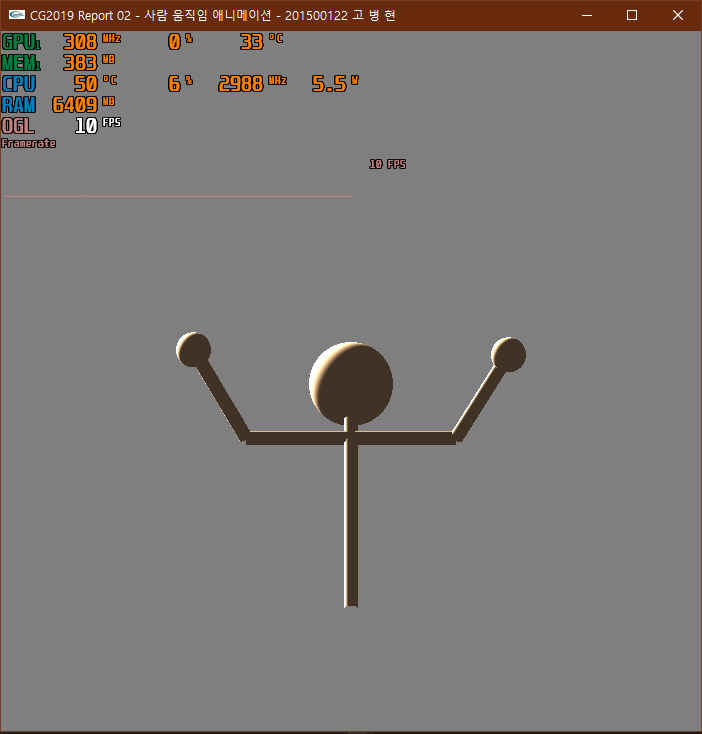 CG2019 Report 02 - 사람 움직임 애니메이션 - 201500122 고 병 현
GPU1 308 MHz 0 % 33 °C
MEM1 383 MB
CPU 50 °C 6 % 2988 MHz 5.5 W
RAM 6409 MB
OGL 10 FPS
Framerate
10 FPS